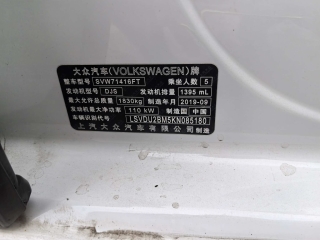 大众汽车(VOLKSWAGEN)牌
整车型号 SVW71416FT 乘坐人数 5
发动机型号 DJS 发动机排量 1395 mL
最大允许总质量 1830kg 制造年月 2019-09
发动机最大净功率 110 kW 制造国 中国
车辆识别代号 LSVDU2BM5KN085180
上汽大众汽车有限公司 制造